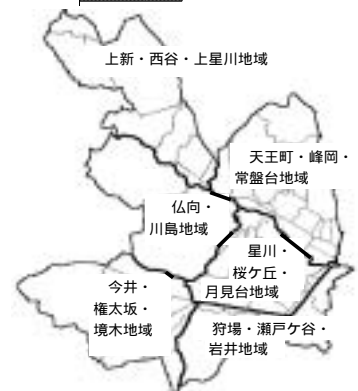 上新・西谷・上星川地域
天王町・峰岡・
常盤台地域
仏向・
川島地域
星川・
桜ケ丘・
月見台地域
今井・
権太坂・
境木地域
狩場・瀬戸ケ谷・
岩井地域